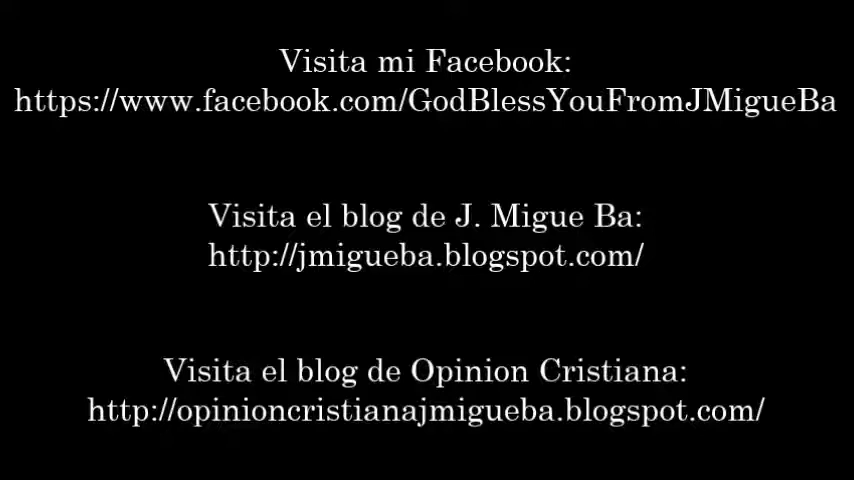 Visita mi Facebook:
https://www.facebook.com/GodBlessYouFromJMigueBa
Visita el blog de J. Migue Ba:
http://jmigueba.blogspot.com/
Visita el blog de Opinion Cristiana:
http://opinioncristianajmigueba.blogspot.com/